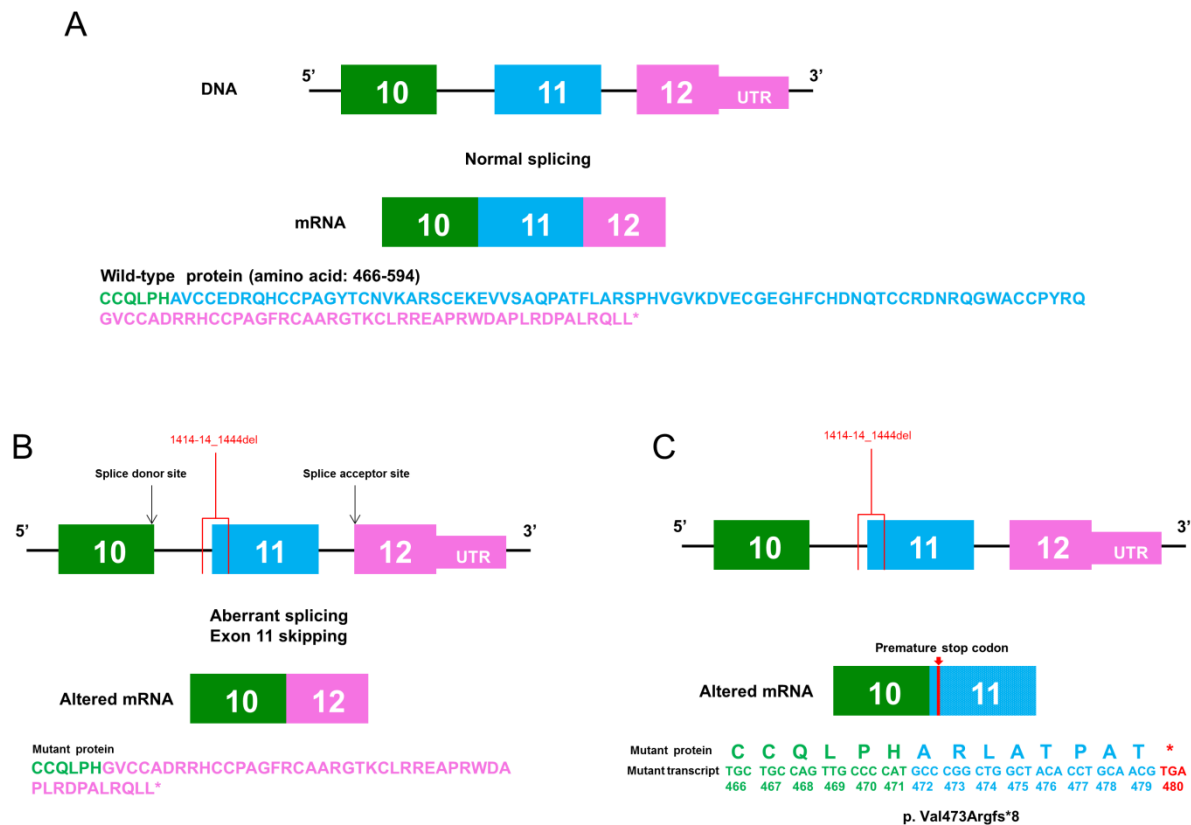 A
DNA
5’
10
11
12
UTR
3’
Normal splicing
mRNA
10
11
12
Wild-type protein (amino acid: 466-594)
CCQLPHAVCCEDRQHCCPAGYTCNVKARSCEKEVVSAQPATFLARSPHVGVKDVECGEGHFCHDNQTCCRDNRQGWACCPYRQ
GVCCADRRHCCPAGFRCAARGTKCLRREAPRWDAPLRDPALRQLL*
B
1414-14_1444del
Splice donor site
Splice acceptor site
5’
10
11
12
UTR
3’
Aberrant splicing
Exon 11 skipping
Altered mRNA
10
12
Mutant protein
CCQLPHGVCCADRRHCCPAGFRCAARGTKCLRREAPRWDA
PLRDPALRQLL*
C
1414-14_1444del
5’
10
11
12
UTR
3’
Premature stop codon
Altered mRNA
10
11
Mutant protein C C Q L P H A R L A T P A T *
Mutant transcript TGC TGC CAG TTG CCC CAT GCC CGG CTG GCT ACA CCT GCA ACG TGA
466 467 468 469 470 471 472 473 474 475 476 477 478 479 480
p. Val473Argfs*8